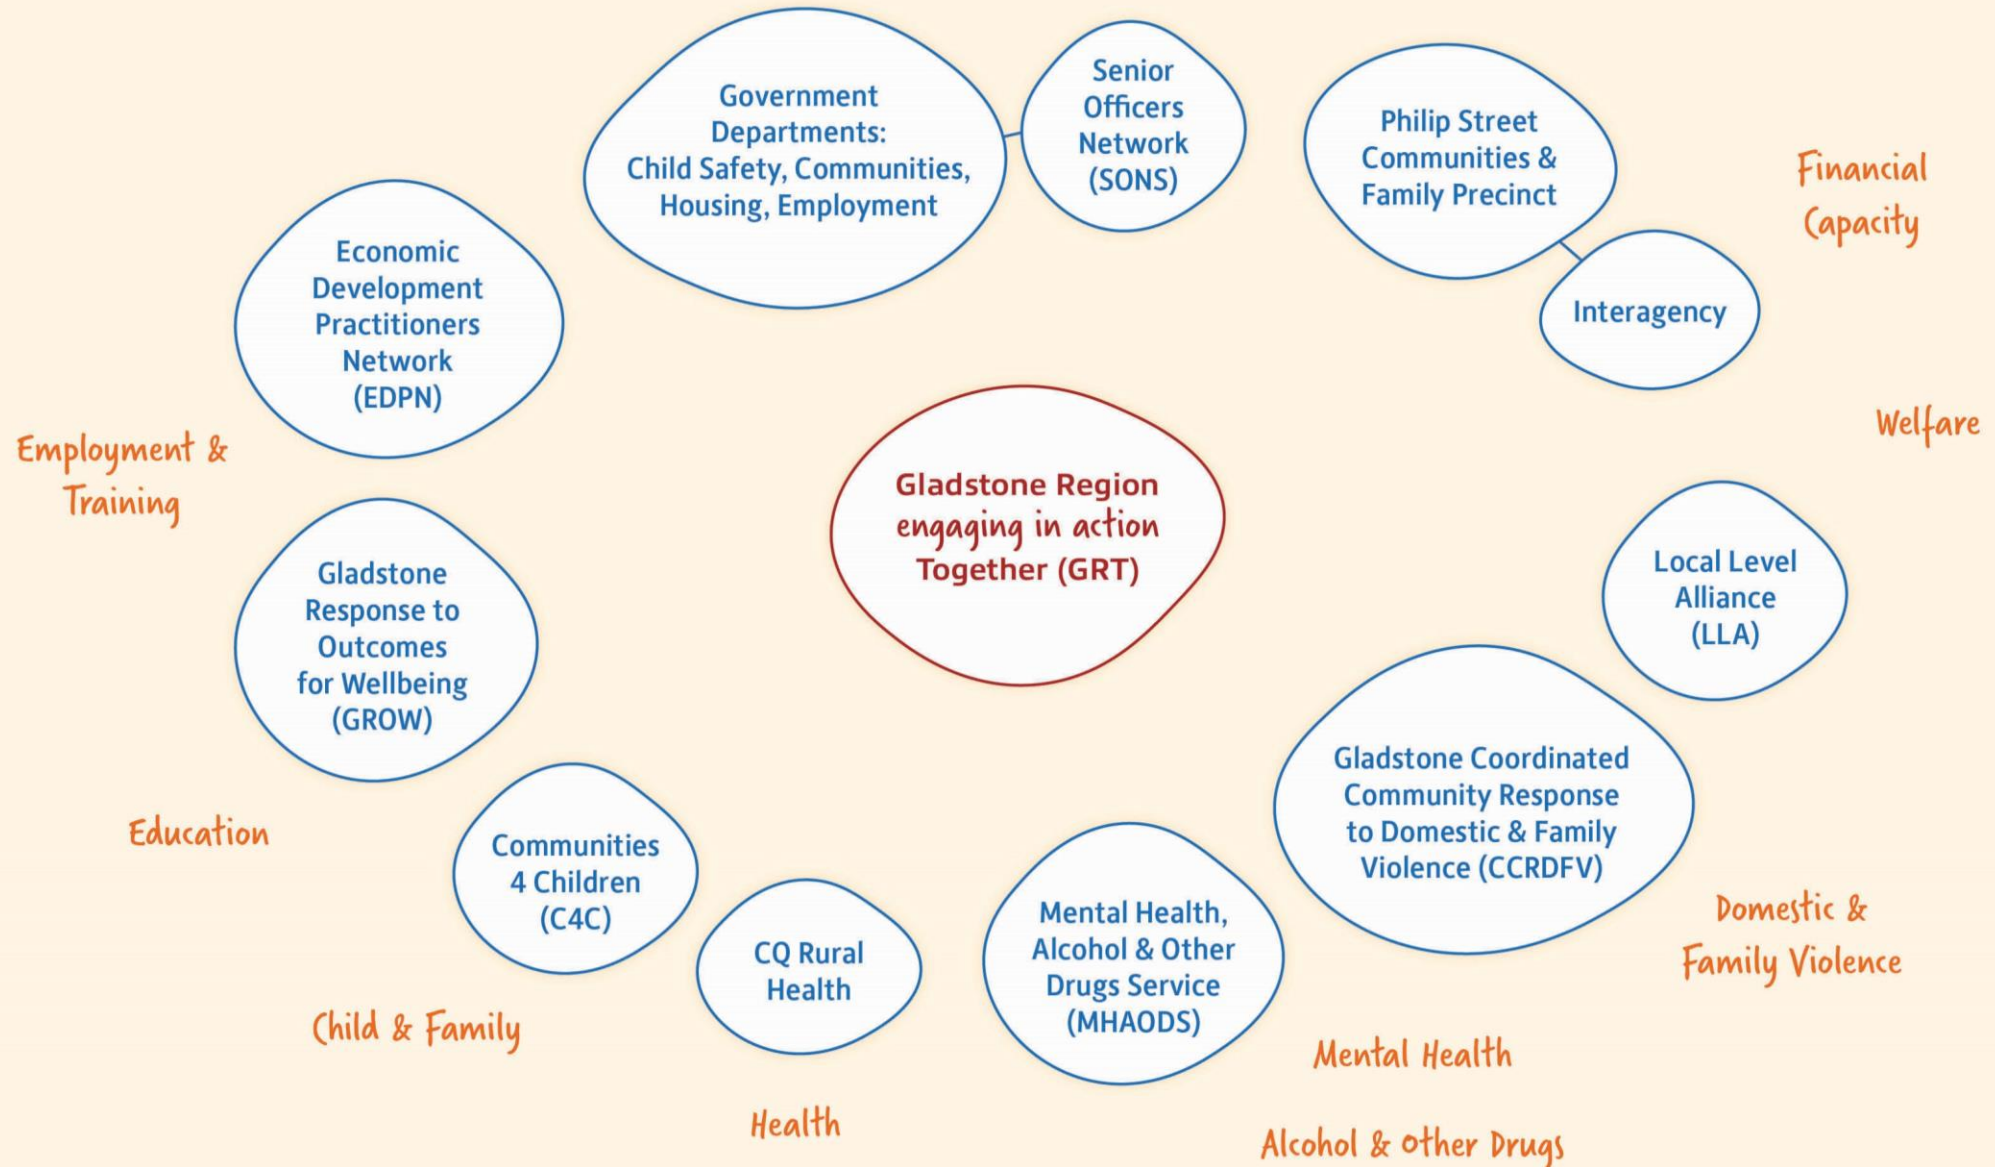 Government
Departments:
Child Safety, Communities,
Housing, Employment
Senior
Officers
Network
(SONS)
Philip Street
Communities &
Family Precinct
Interagency
Financial
Capacity
Economic
Development
Practitioners
Network
(EDPN)
Welfare
Employment &
Training
Gladstone Region
engaging in action
Together (GRT)
Local Level
Alliance
(LLA)
Gladstone
Response to
Outcomes
for Wellbeing
(GROW)
Gladstone Coordinated
Community Response
to Domestic & Family
Violence (CCRDFV)
Education
Communities
4 Children
(C4C)
CQ Rural
Health
Mental Health,
Alcohol & Other
Drugs Service
(MHAODS)
Domestic &
Family Violence
Child & Family
Mental Health
Health
Alcohol & other Drugs